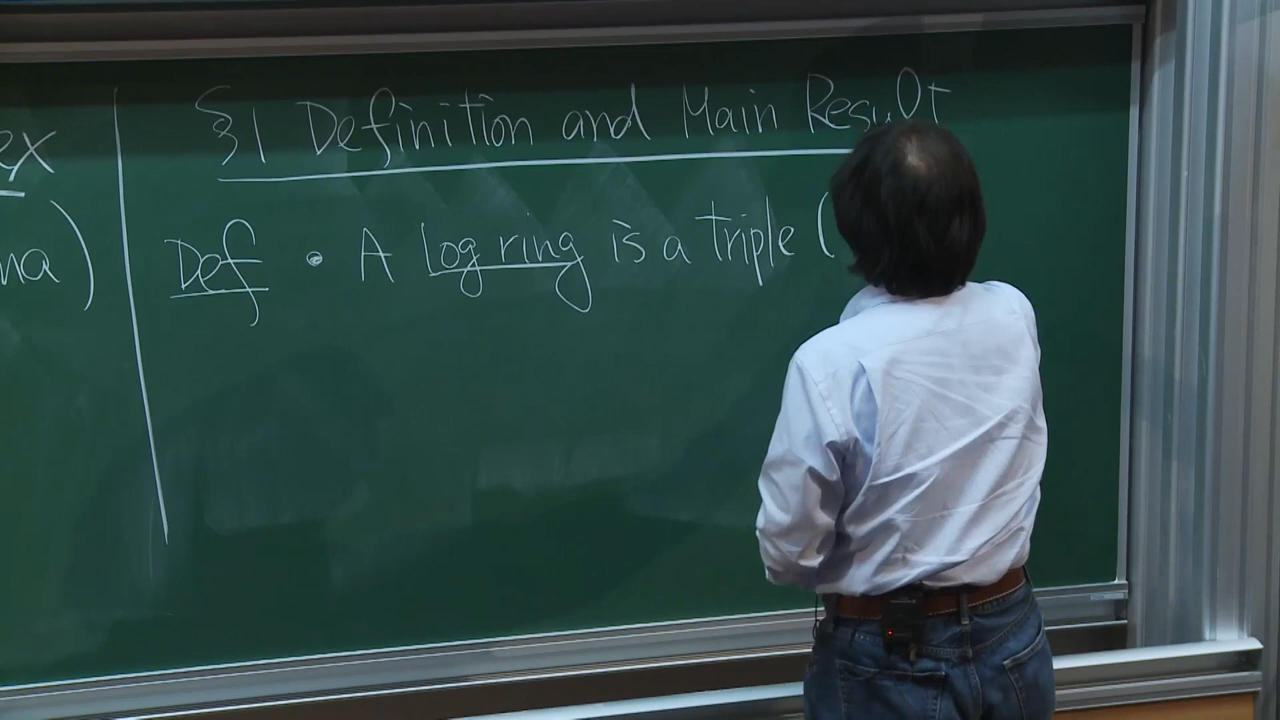 ex
na)
§1 Definition and Main Result
Def • A log ring is a triple (